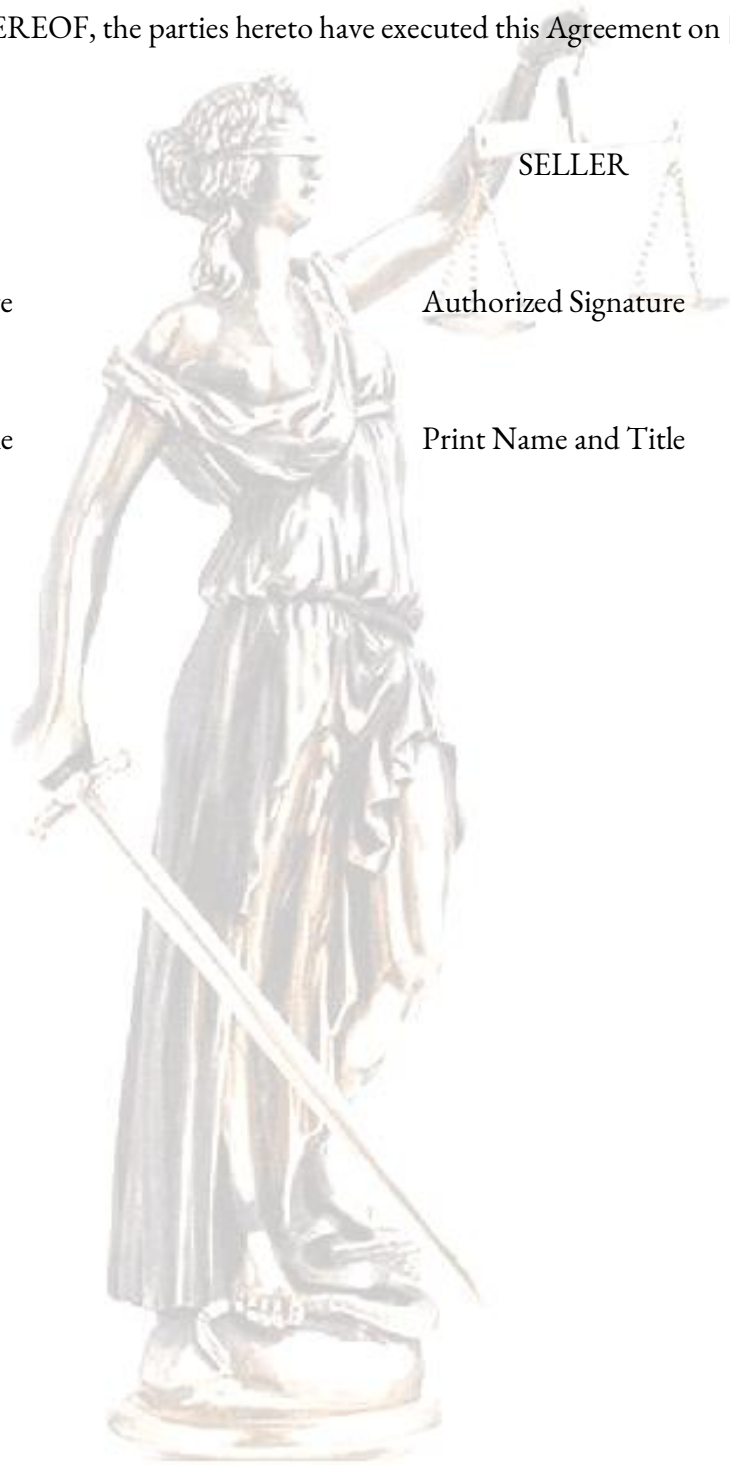 EREOF, the parties hereto have executed this Agreement on
SELLER
e Authorized Signature
e Print Name and Title